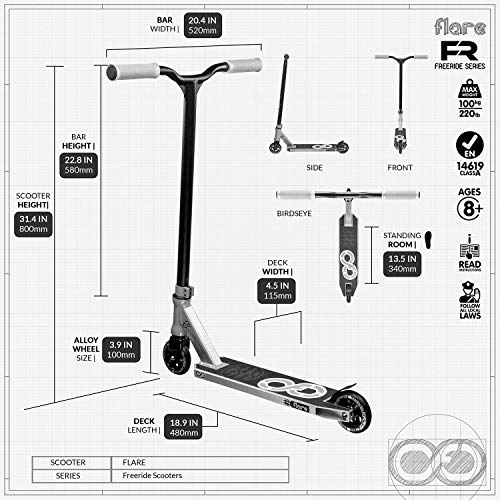 BAR
WIDTH |
20.4 IN
520mm
flare
FR
FREERIDE SERIES
MAX
WEIGHT
100kg
220lb
BAR
HEIGHT |
22.8 IN
580mm
SIDE
FRONT
EN
14619
CLASS A
SCOOTER
HEIGHT|
31.4 IN
800mm
BIRDSEYE
AGES
8+
STANDING
ROOM |
13.5 IN
340mm
DECK
WIDTH |
4.5 IN
115mm
READ
INSTRUCTIONS
ALLOY
WHEEL
SIZE |
3.9 IN
100mm
FOLLOW
ALL LOCAL
LAWS
flare
DECK
LENGTH |
18.9 IN
480mm
SCOOTER
FLARE
SERIES
Freeride Scooters